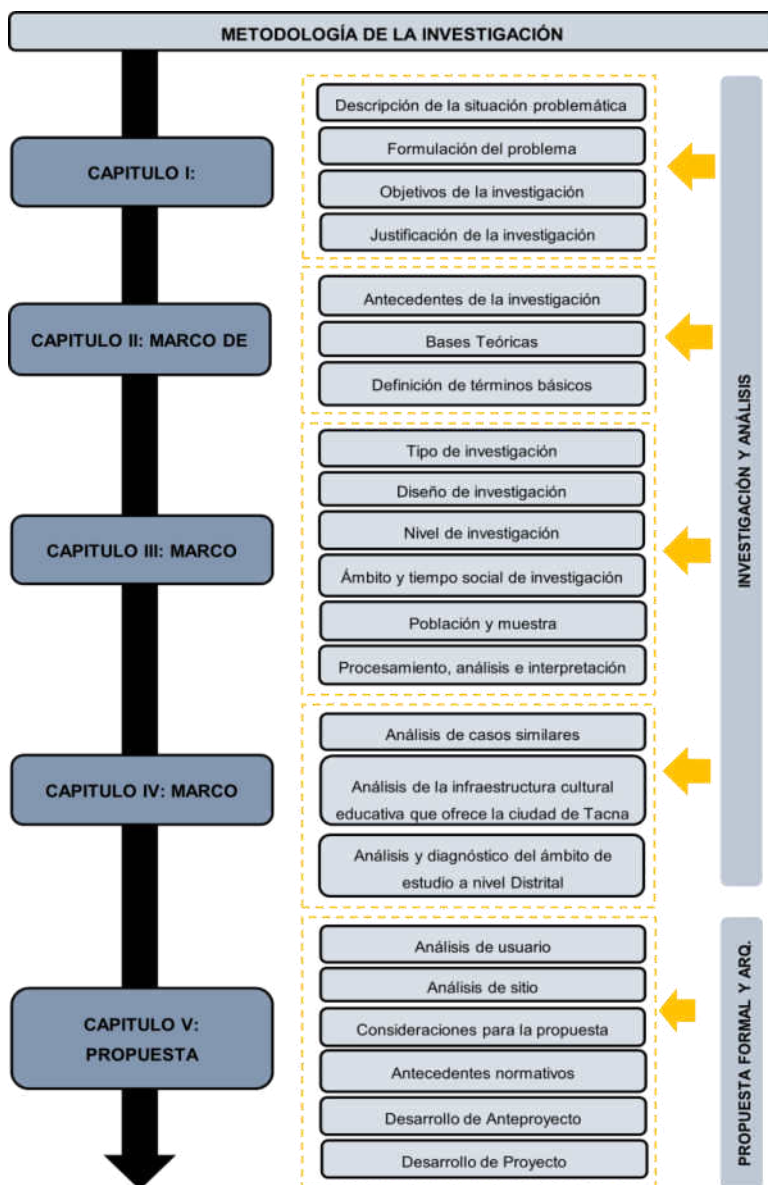 METODOLOGÍA DE LA INVESTIGACIÓN
CAPITULO I:
Descripción de la situación problemática
Formulación del problema
Objetivos de la investigación
Justificación de la investigación
CAPITULO II: MARCO DE
Antecedentes de la investigación
Bases Teóricas
Definición de términos básicos
CAPITULO III: MARCO
Tipo de investigación
Diseño de investigación
Nivel de investigación
Ámbito y tiempo social de investigación
Población y muestra
Procesamiento, análisis e interpretación
CAPITULO IV: MARCO
Análisis de casos similares
Análisis de la infraestructura cultural
educativa que ofrece la ciudad de Tacna
Análisis y diagnóstico del ámbito de
estudio a nivel Distrital
INVESTIGACIÓN Y ANÁLISIS
CAPITULO V:
PROPUESTA
Análisis de usuario
Análisis de sitio
Consideraciones para la propuesta
Antecedentes normativos
Desarrollo de Anteproyecto
Desarrollo de Proyecto
PROPUESTA FORMAL Y ARQ.